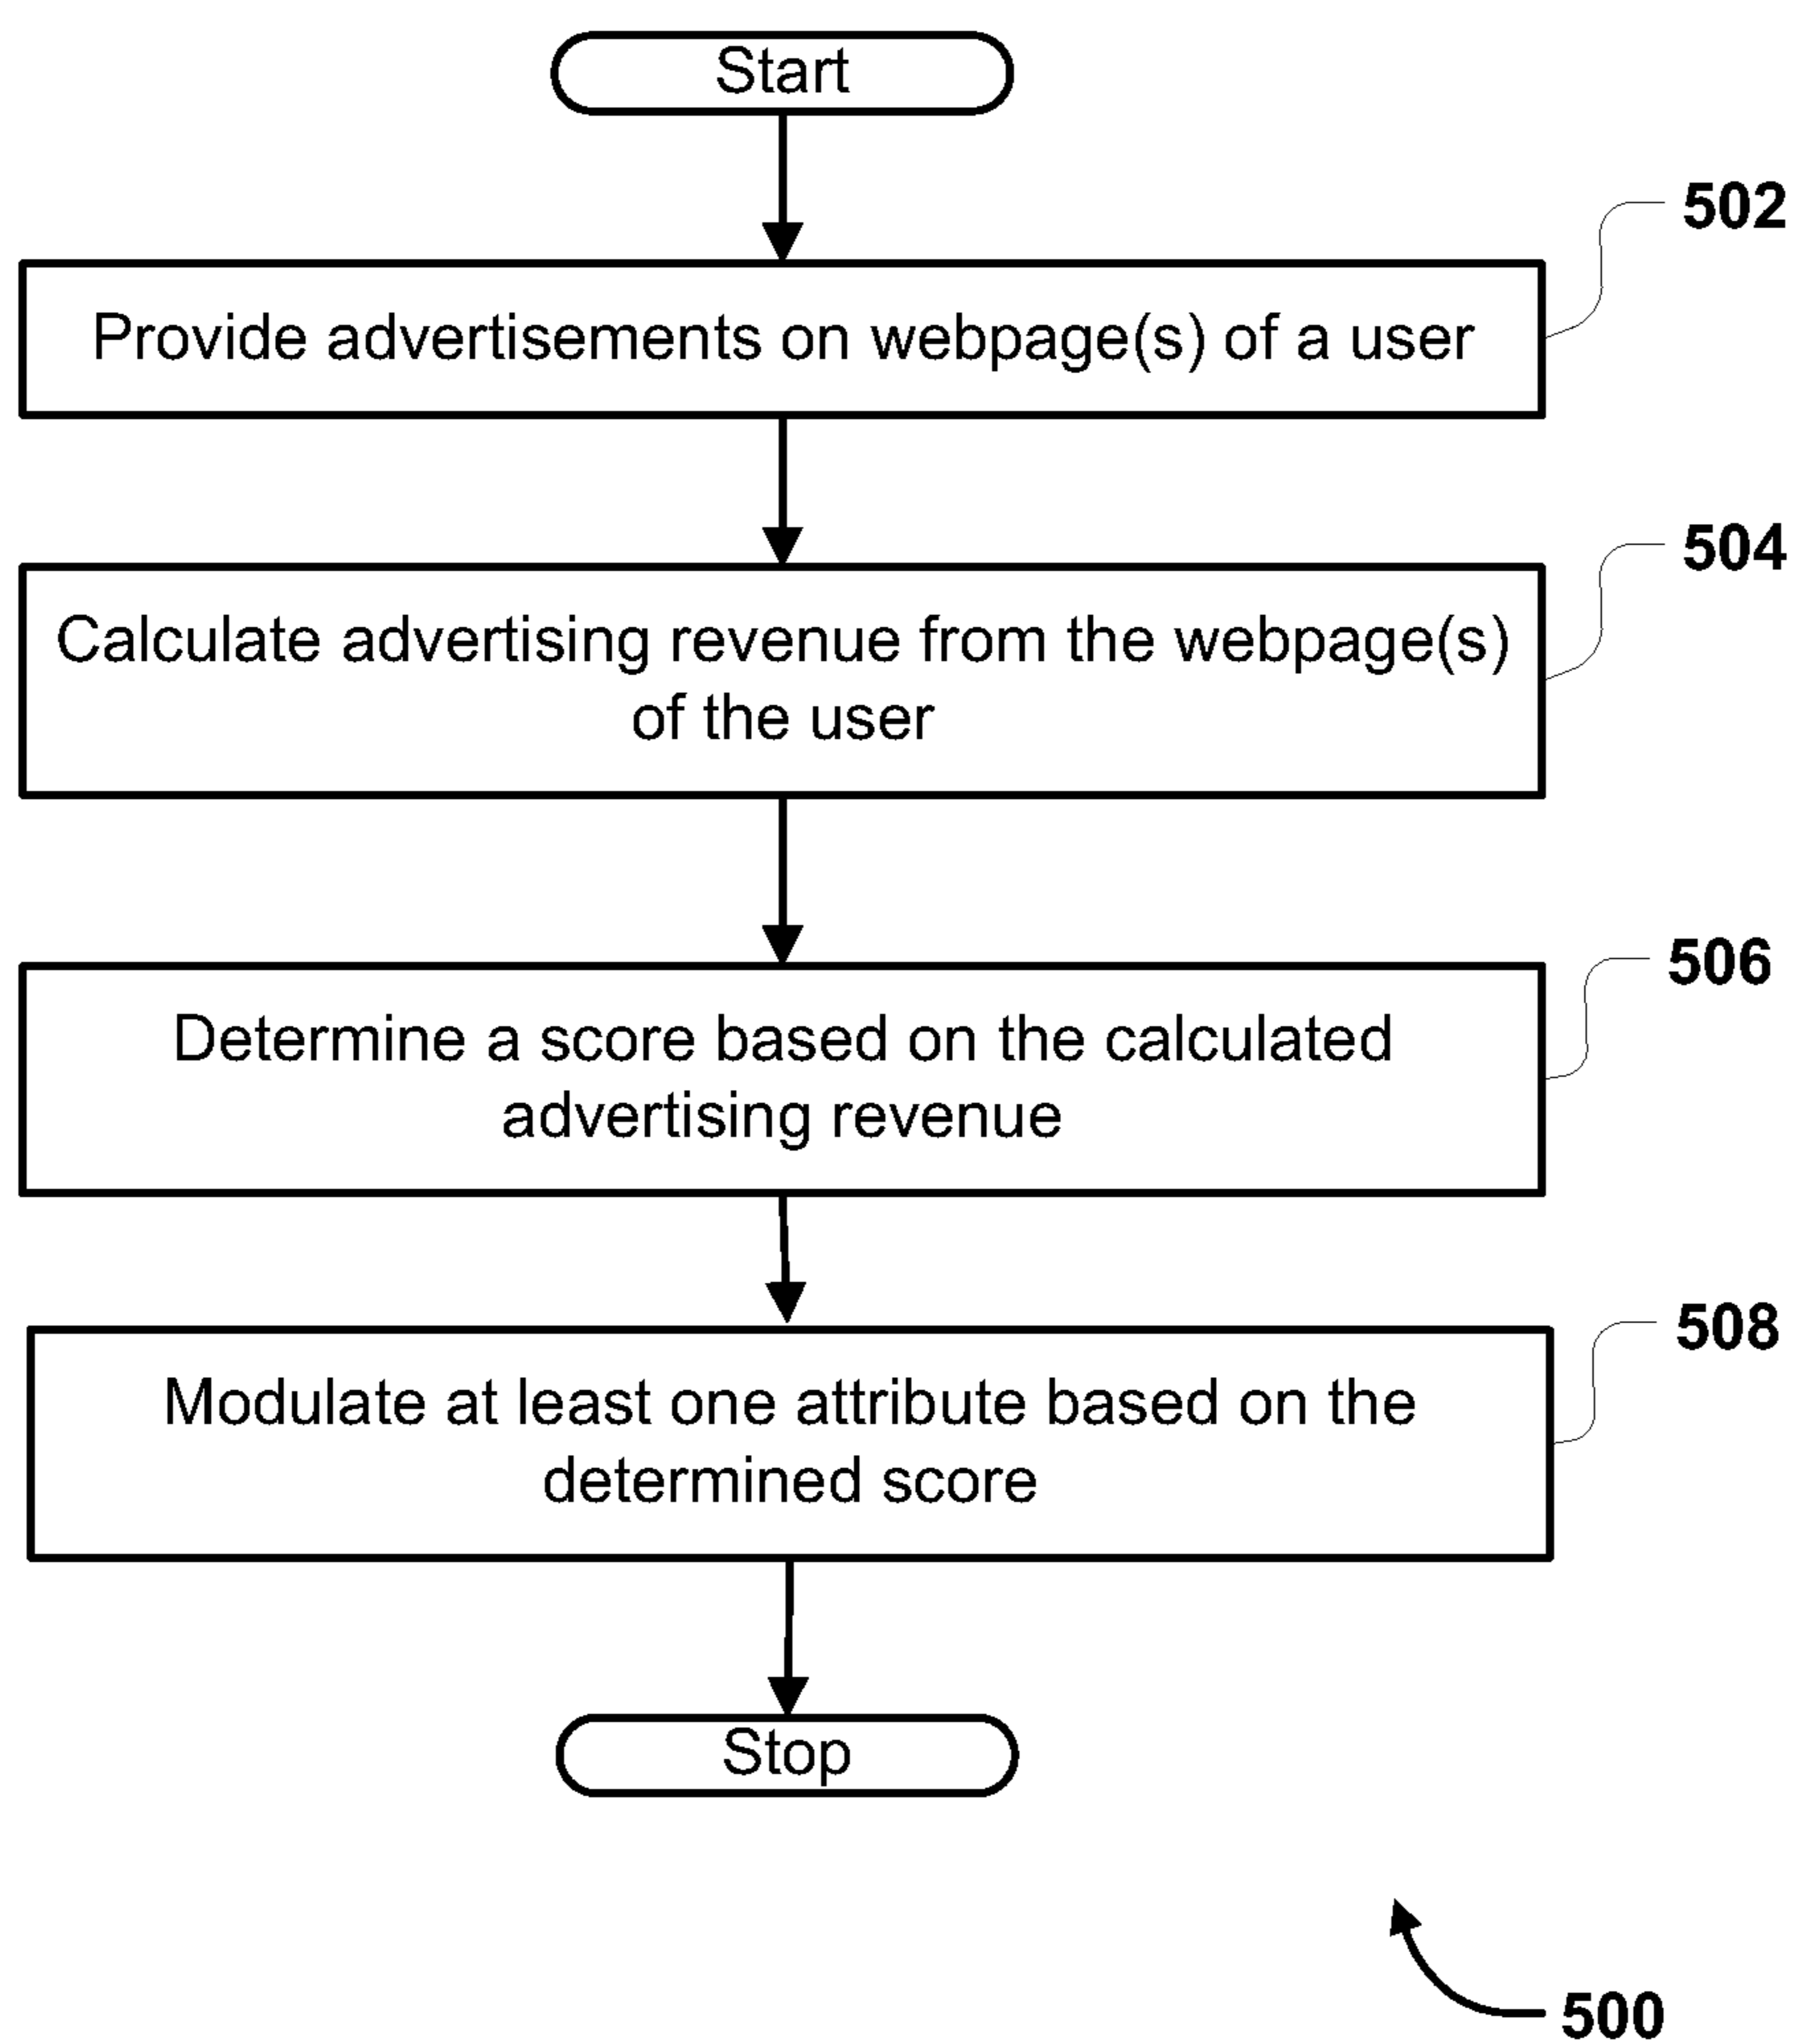 Start
502
Provide advertisements on webpage(s) of a user
504
Calculate advertising revenue from the webpage(s)
of the user
506
Determine a score based on the calculated
advertising revenue
508
Modulate at least one attribute based on the
determined score
Stop
500